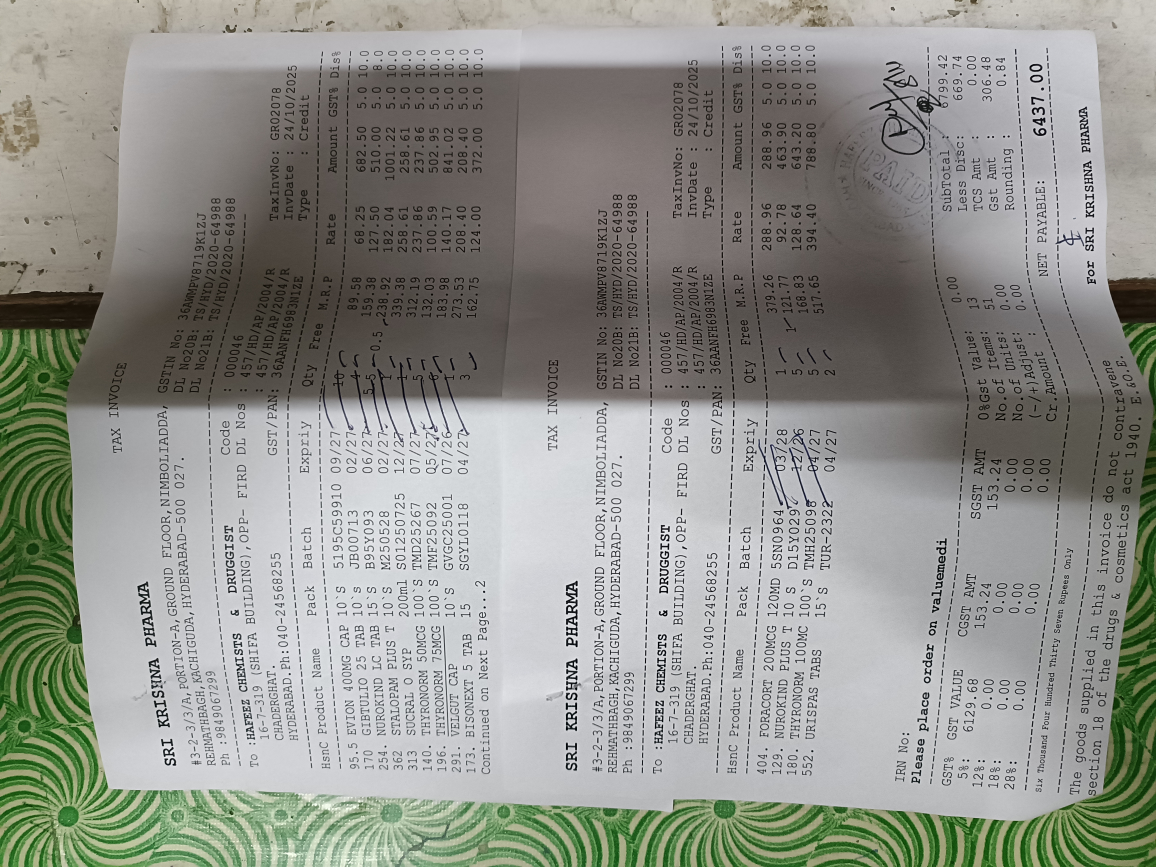 TAX INVOICE
SRI KRISHNA PHARMA
#3-2-3/3/A,PORTION-A,GROUND FLOOR,NIMBOLIADDA, GSTIN No: 36AWMPV8719K1ZJ
REHMATHBAGH,KACHIGUDA,HYDERABAD-500 027. DL No20B: TS/HYD/2020-64988
Ph :9849067299 DL No21B: TS/HYD/2020-64988
To :HAFEEZ CHEMISTS & DRUGGIST Code : 000046 TaxInvNo: GR02078
16-7-319 (SHIFA BUILDING),OPP- FIRD DL Nos : 457/HD/AP/2004/R InvDate : 24/10/2025
CHADERGHAT. : 457/HD/AP/2004/R Type : Credit
HYDERABAD.Ph:040-24568255 GST/PAN: 36AANFH6983N1ZE
HsnC Product Name Pack Batch Expriy Qty Free M.R.P Rate Amount GST% Dis%
95.5 EVION 400MG CAP 10`S 5195C59910 09/27 10 89.58 68.25 682.50 5.0 10.0
170 GIBTULIO 25 TAB 10`S JB00713 02/27 4 159.38 127.50 510.00 5.0 8.0
254. NUROKIND LC TAB 15`S B95Y093 06/27 5.5 0.5 238.92 182.04 1001.22 5.0 10.0
362 STALOPAM PLUS T 10`S M250528 02/27 1 339.38 258.61 258.61 5.0 10.0
313 SUCRAL O SYP 200ml SO1250725 12/27 1 312.19 237.86 237.86 5.0 10.0
140. THYRONORM 50MCG 100`S TMD25267 07/27 5 132.03 100.59 502.95 5.0 10.0
196. THYRONORM 75MCG 100`S TMF25092 05/27 6 183.98 140.17 841.02 5.0 10.0
291. VELGUT CAP 10`S GVGC25001 07/26 1 273.53 208.40 208.40 5.0 10.0
173. BISONEXT 5 TAB 15 SGYL0118 04/27 3 162.75 124.00 372.00 5.0 10.0
Continued on Next Page...2
TAX INVOICE
SRI KRISHNA PHARMA
#3-2-3/3/A,PORTION-A,GROUND FLOOR,NIMBOLIADDA, GSTIN No: 36AWMPV8719K1ZJ
REHMATHBAGH,KACHIGUDA,HYDERABAD-500 027. DL No20B: TS/HYD/2020-64988
Ph :9849067299 DL No21B: TS/HYD/2020-64988
To :HAFEEZ CHEMISTS & DRUGGIST Code : 000046 TaxInvNo: GR02078
16-7-319 (SHIFA BUILDING),OPP- FIRD DL Nos : 457/HD/AP/2004/R InvDate : 24/10/2025
CHADERGHAT. : 457/HD/AP/2004/R Type : Credit
HYDERABAD.Ph:040-24568255 GST/PAN: 36AANFH6983N1ZE
HsnC Product Name Pack Batch Expriy Qty Free M.R.P Rate Amount GST% Dis%
404. FORACORT 200MCG 120MD 5SN0964 03/28 1 379.26 288.96 288.96 5.0 10.0
129. NUROKIND PLUS T 10 S D15Y029 12/26 5 1 121.77 92.78 463.90 5.0 10.0
180. THYRONORM 100MC 100`S TMH25098 04/27 5 168.83 128.64 643.20 5.0 10.0
552. URISPAS TABS 15`S TUR-2332 04/27 2 517.65 394.40 788.80 5.0 10.0
PAID
IRN No:
Please place order on valuemedi
GST% GST VALUE CGST AMT SGST AMT 0%Gst Value: 0.00 SubTotal : 6799.42
5%: 6129.68 153.24 153.24 No.of Items: 13 Less Disc: 669.74
12%: 0.00 0.00 0.00 No.of Units: 51 TCS Amt : 0.00
18%: 0.00 0.00 0.00 (-/+)Adjust: 0.00 Gst Amt : 306.48
28%: 0.00 0.00 0.00 Cr.Amount : 0.00 Rounding : 0.84
Six Thousand Four Hundred Thirty Seven Rupees Only NET PAYABLE: 6437.00
The goods supplied in this invoice do not contravene For SRI KRISHNA PHARMA
section 18 of the drugs & cosmetics act 1940. E.&O.E.